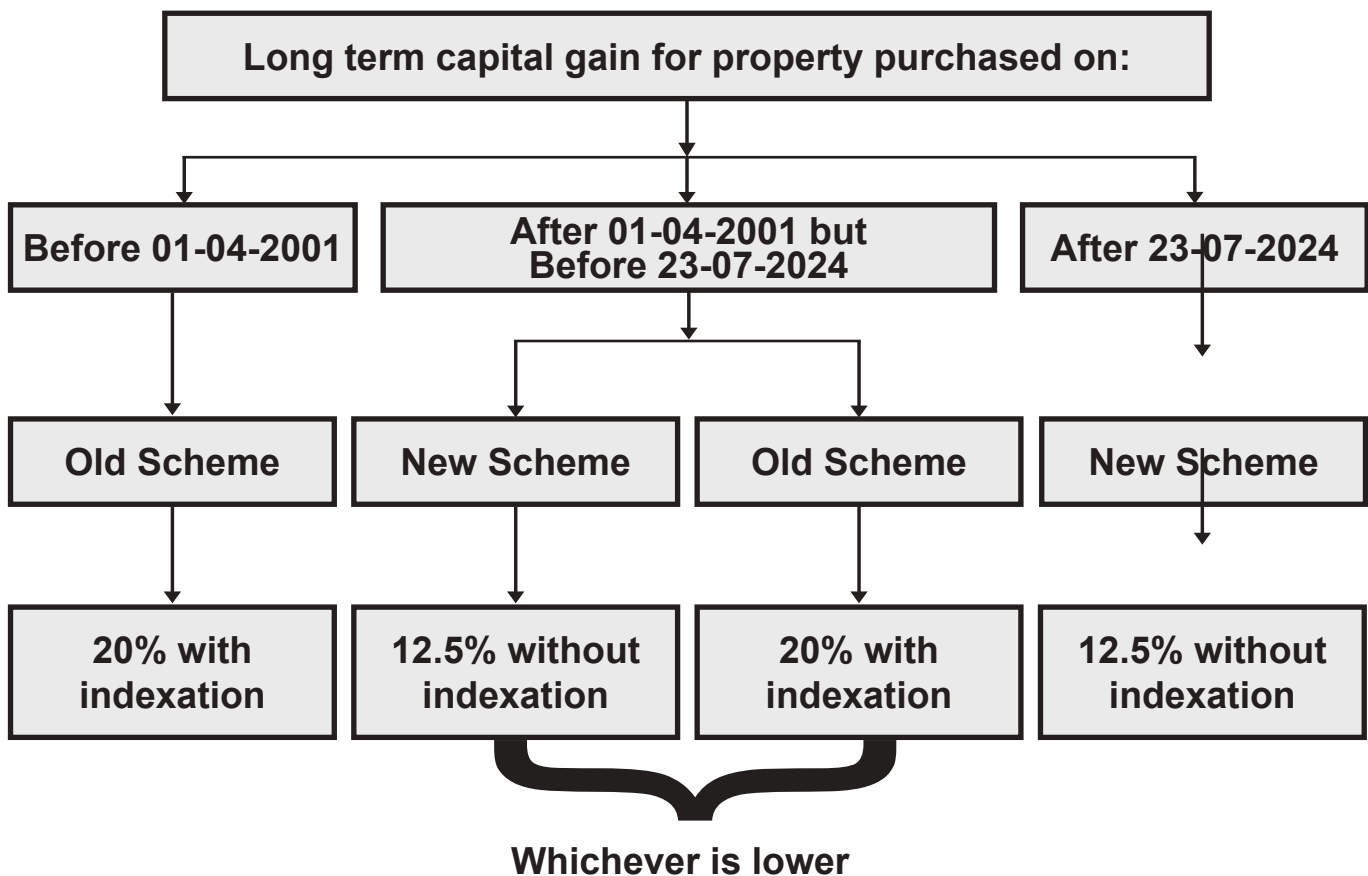 Long term capital gain for property purchased on:
Before 01-04-2001
After 01-04-2001 but
Before 23-07-2024
After 23-07-2024
Old Scheme
New Scheme
Old Scheme
New Scheme
20% with
indexation
12.5% without
indexation
20% with
indexation
12.5% without
indexation
Whichever is lower